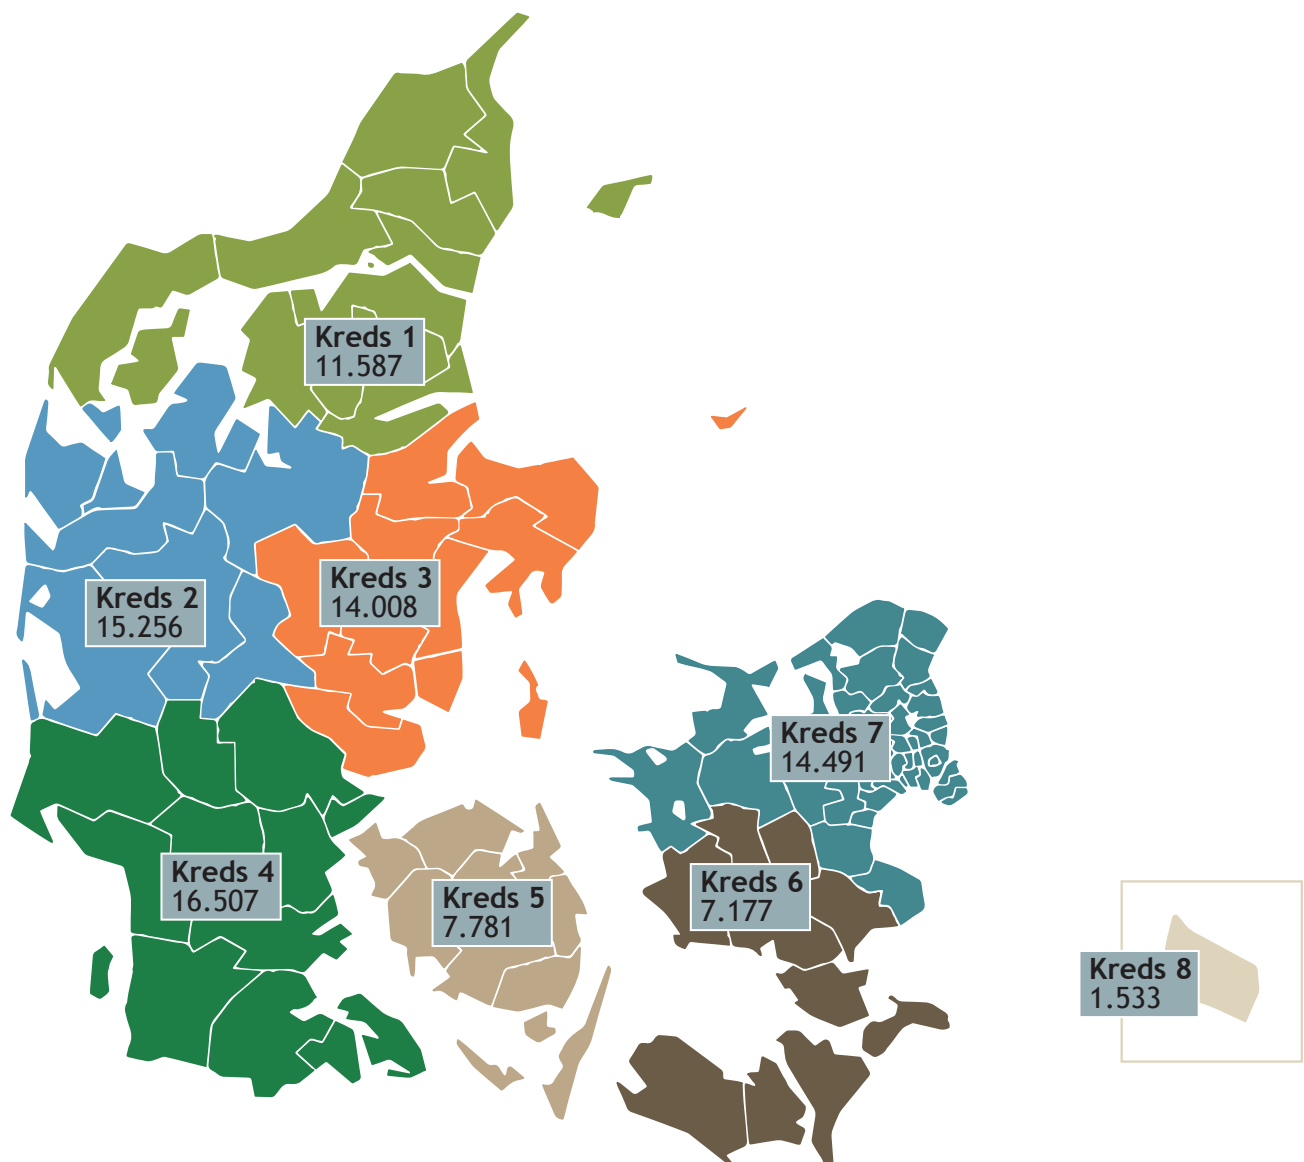 Kreds 1
11.587
Kreds 2
15.256
Kreds 3
14.008
Kreds 4
16.507
Kreds 5
7.781
Kreds 6
7.177
Kreds 7
14.491
Kreds 8
1.533